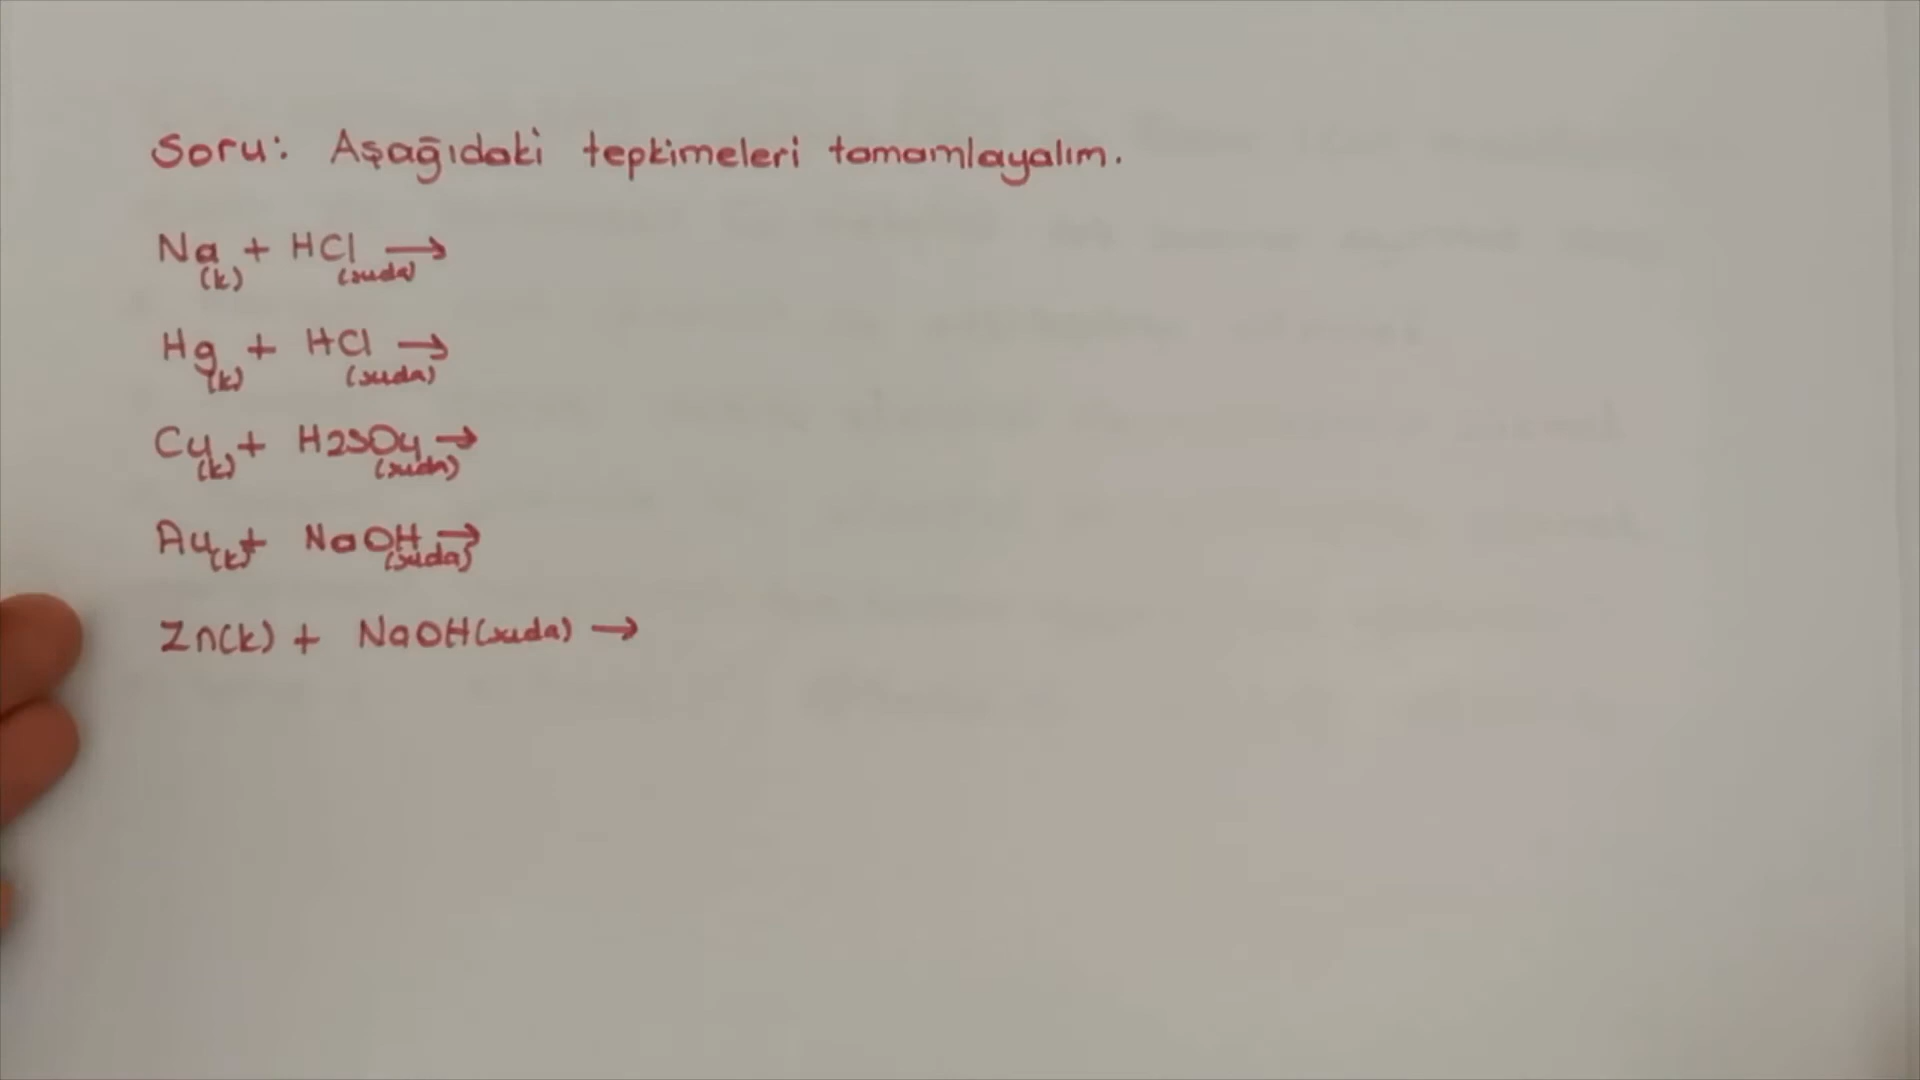 Soru: Aşağıdaki tepkimeleri tamamlayalım.
Na(k) + HCl(suda) →
Hg(k) + HCl(suda) →
Cu(k) + H2SO4(suda) →
Au(k) + NaOH(suda) →
Zn(k) + NaOH(suda) →